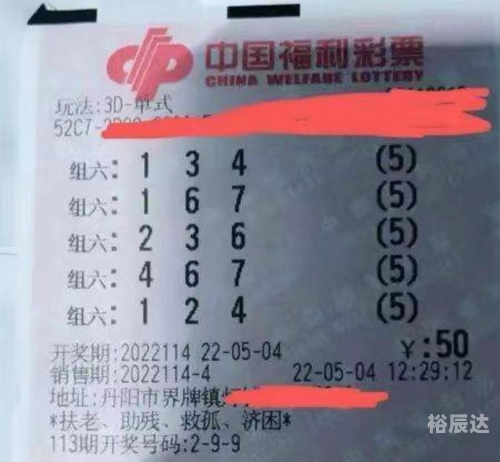 中国福利彩票
CHINA WELFARE LOTTERY
玩法:3D-单式
52C7-
组六: 1 3 4 (5)
组六: 1 6 7 (5)
组六: 2 3 6 (5)
组六: 4 6 7 (5)
组六: 1 2 4 (5)
开奖期:2022114 22-05-04 ¥:50
销售期:2022114-4 22-05-04 12:29:12
地址:丹阳市界牌镇
*扶老、助残、救孤、济困*
113期开奖号码:2-9-9
裕辰达